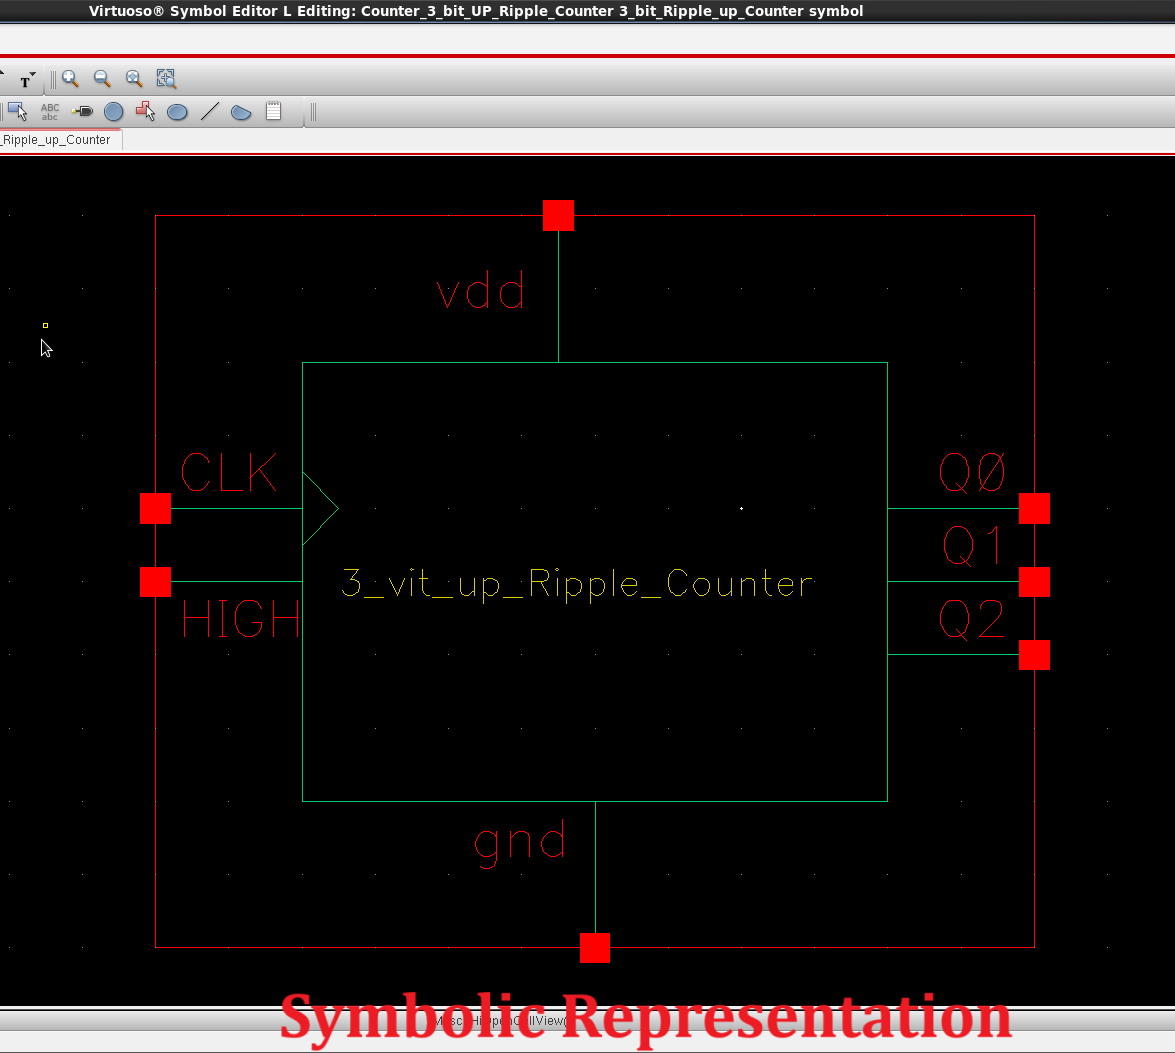 Virtuoso® Symbol Editor L Editing: Counter_3_bit_UP_Ripple_Counter 3_bit_Ripple_up_Counter symbol
T
ABC
abc
_Ripple_up_Counter
vdd
CLK
Q0
Q1
3_vit_up_Ripple_Counter
HIGH
Q2
gnd
Symbolic Representation